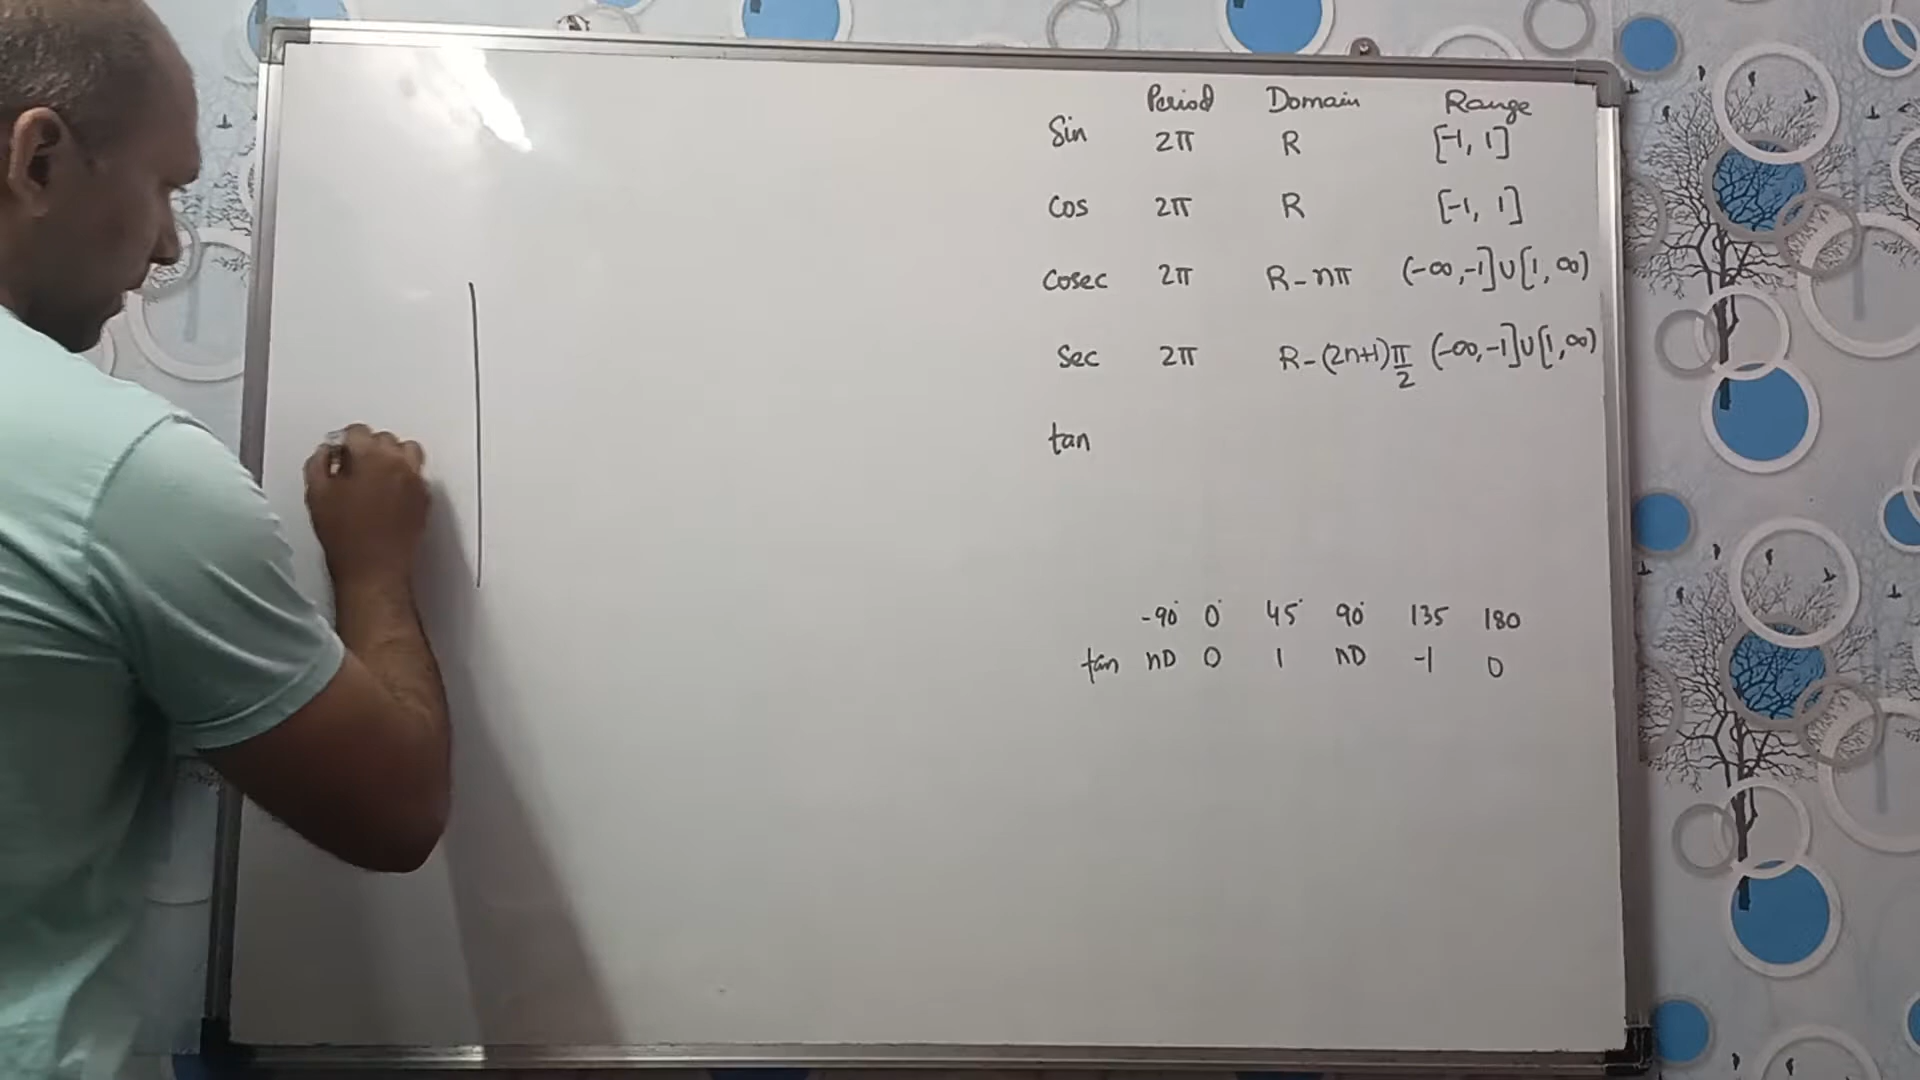 Period Domain Range
Sin 2π R [-1, 1]
Cos 2π R [-1, 1]
Cosec 2π R-nπ (-∞,-1]∪[1,∞)
Sec 2π R-(2n+1)π/2 (-∞,-1]∪[1,∞)
tan
-90° 0° 45° 90° 135 180
tan nD 0 1 nD -1 0